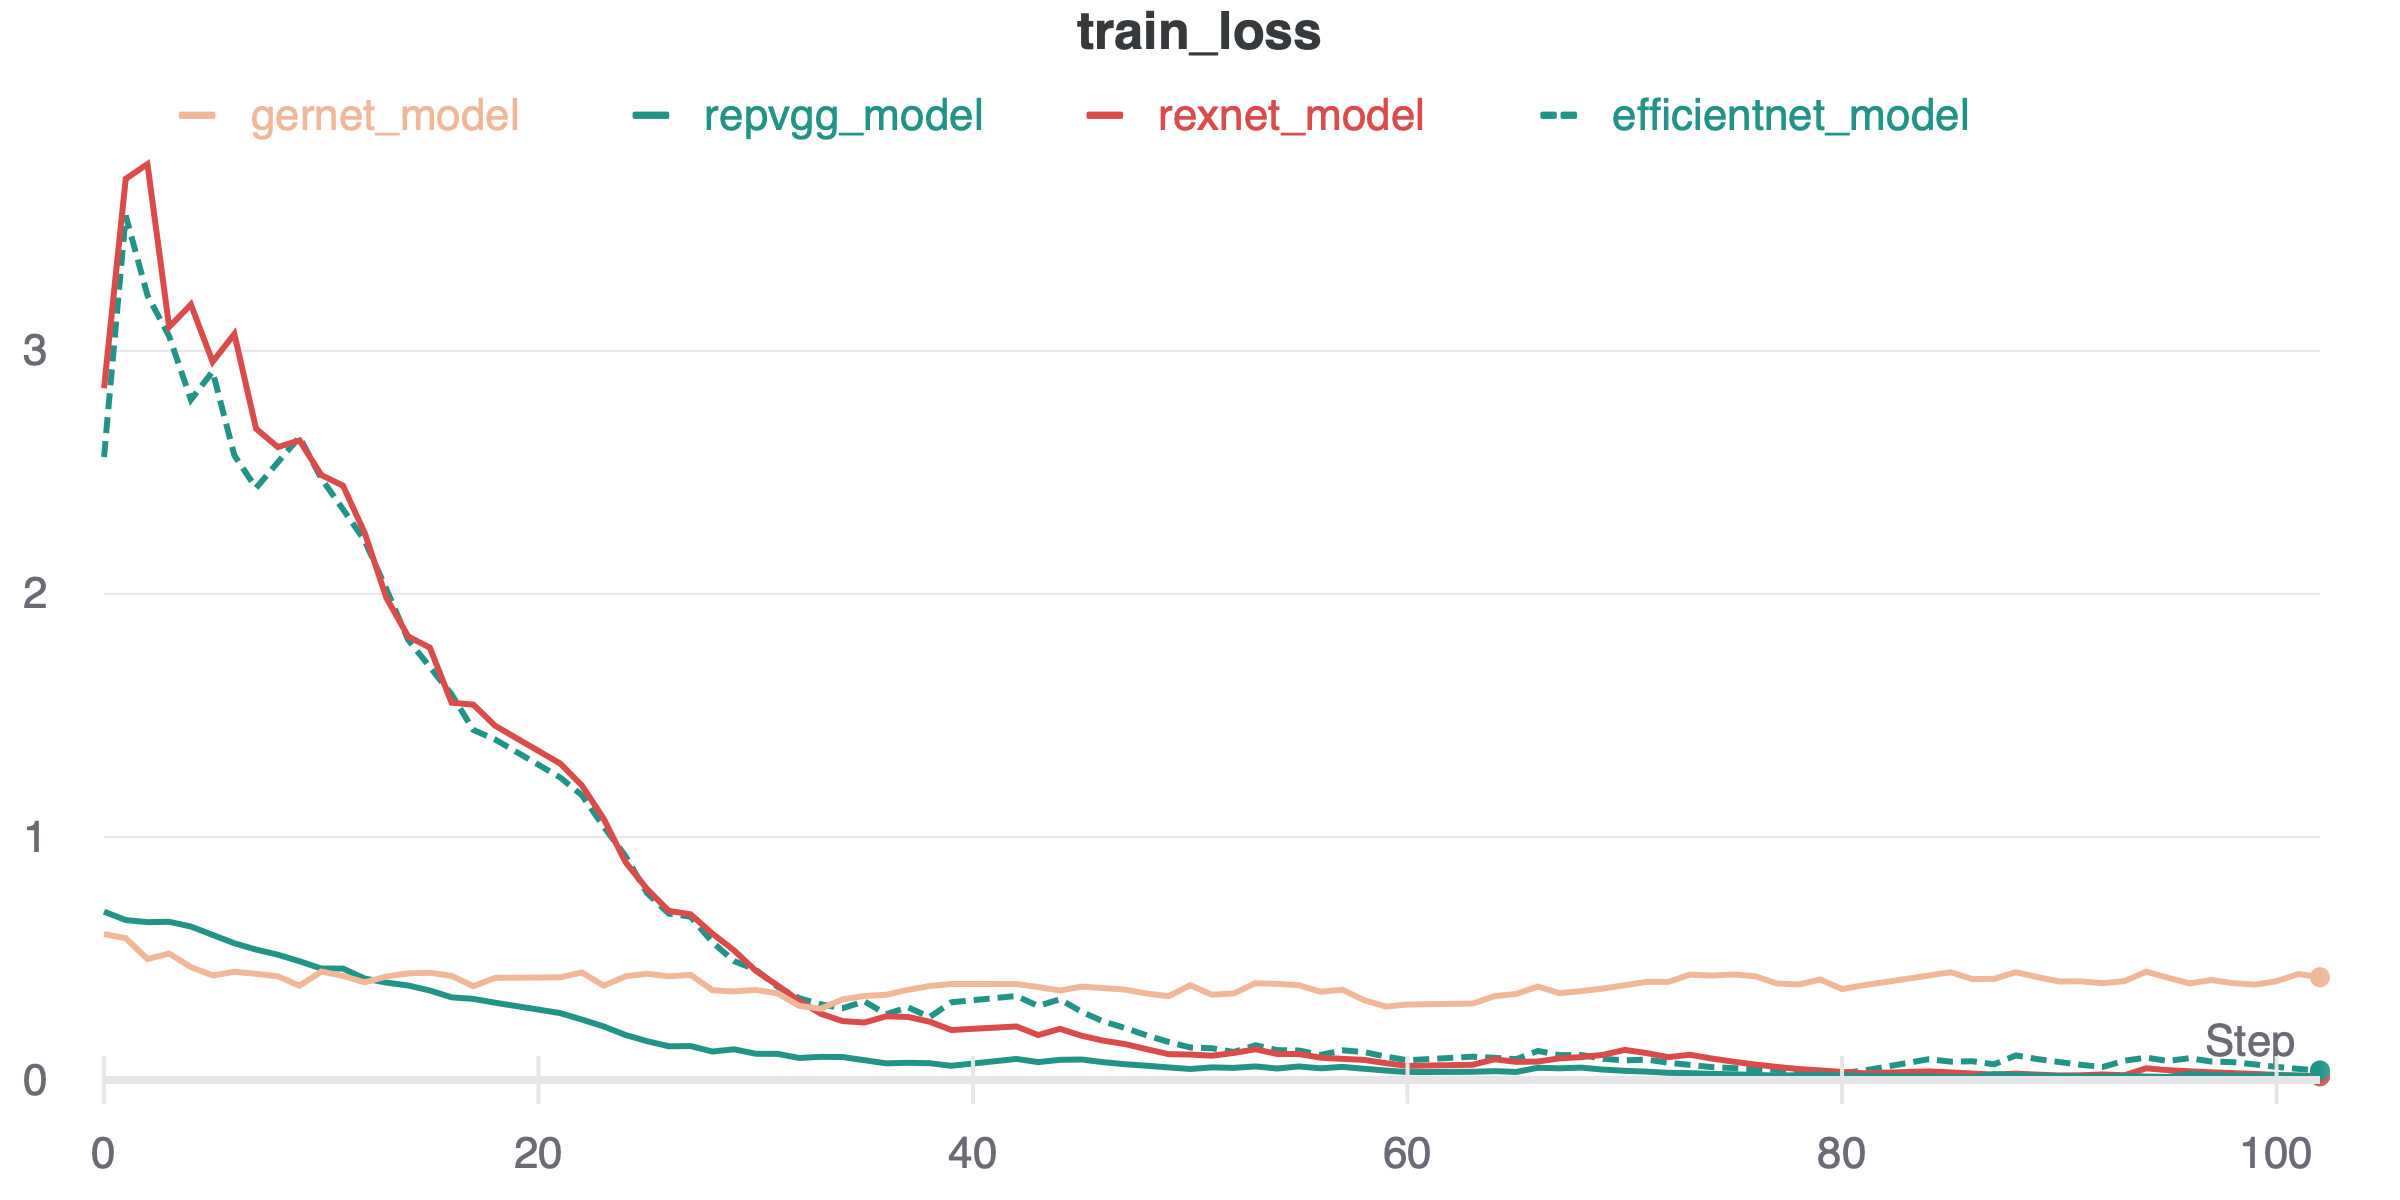 train_loss
gernet_model repvgg_model rexnet_model efficientnet_model
3
2
1
Step
0
0 20 40 60 80 100